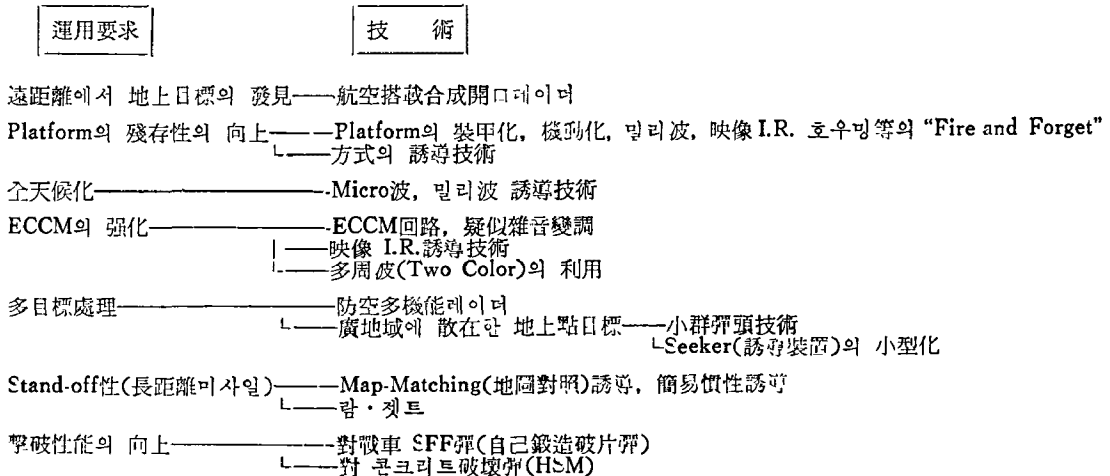 運用要求 技 術
遠距離에서 地上目標의 發見——航空搭載合成開口레이더
Platform의 殘存性의 向上———Platform의 裝甲化, 機動化, 밀리波, 映像 I.R. 호우밍等의 “Fire and Forget”
└——方式의 誘導技術
全天候化————Micro波, 밀리波 誘導技術
ECCM의 强化————ECCM回路, 疑似雜音變調
├——映像 I.R.誘導技術
└——多周波(Two Color)의 利用
多目標處理————防空多機能레이더
└——廣地域에 散在한 地上點目標——小群彈頭技術
└Seeker(誘導裝置)의 小型化
Stand-off性(長距離미사일)———Map-Matching(地圖對照)誘導, 簡易慣性誘導
└——람·젯트
擊破性能의 向上————對戰車 SFF彈(自己鍛造破片彈)
└——對 콘크리트破壞彈(HSM)